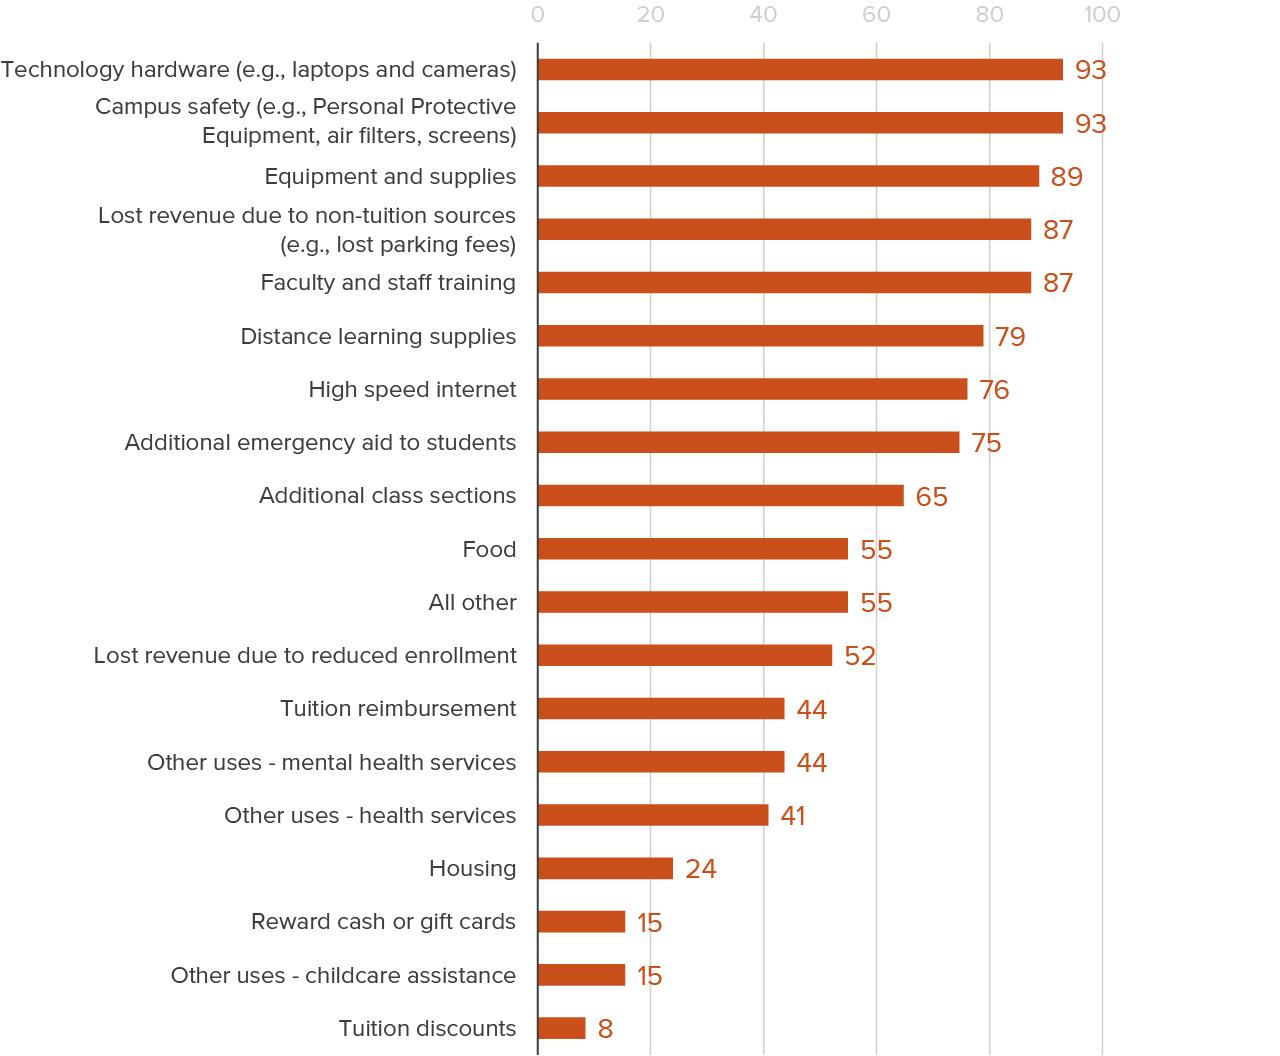 0 20 40 60 80 100
Technology hardware (e.g., laptops and cameras) 93
Campus safety (e.g., Personal Protective
Equipment, air filters, screens) 93
Equipment and supplies 89
Lost revenue due to non-tuition sources
(e.g., lost parking fees) 87
Faculty and staff training 87
Distance learning supplies 79
High speed internet 76
Additional emergency aid to students 75
Additional class sections 65
Food 55
All other 55
Lost revenue due to reduced enrollment 52
Tuition reimbursement 44
Other uses - mental health services 44
Other uses - health services 41
Housing 24
Reward cash or gift cards 15
Other uses - childcare assistance 15
Tuition discounts 8